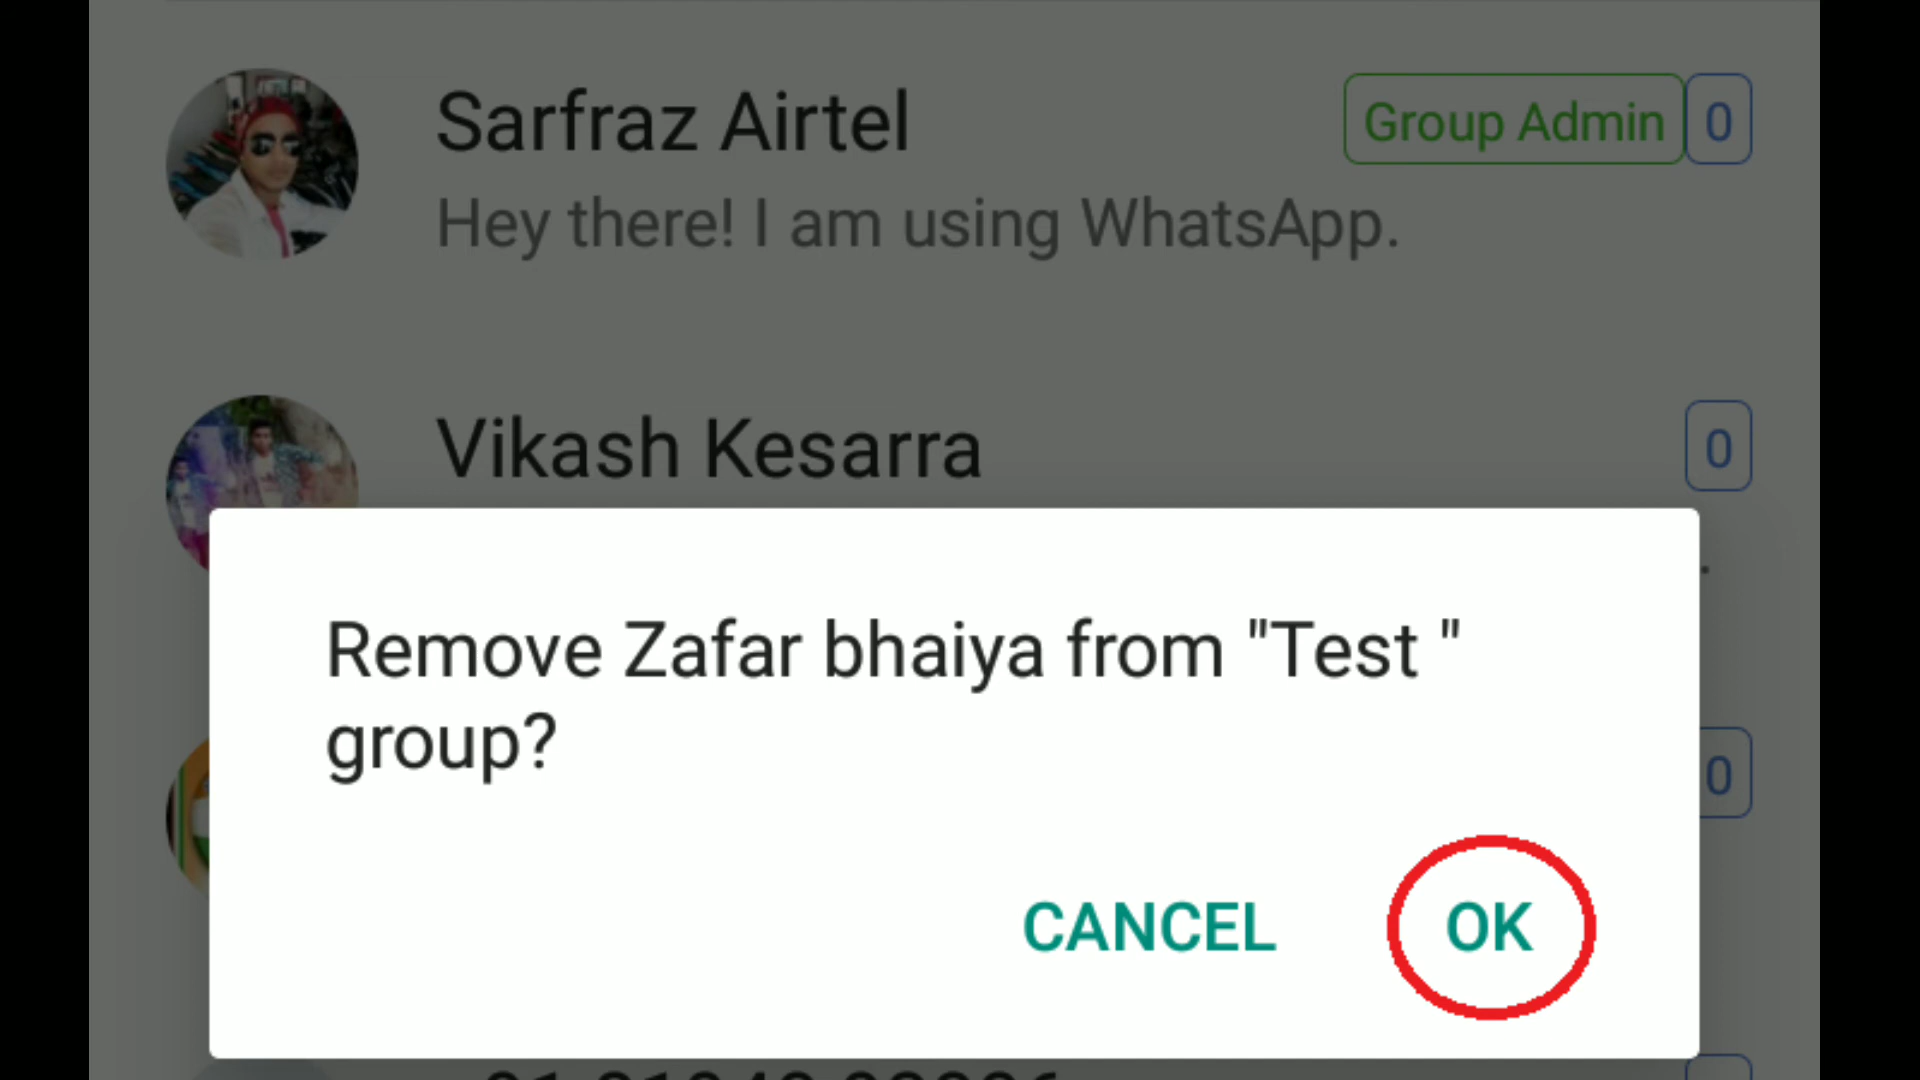 Sarfraz Airtel
Group Admin
0
Hey there! I am using WhatsApp.
Vikash Kesarra
0
Remove Zafar bhaiya from "Test "
group?
0
CANCEL
OK